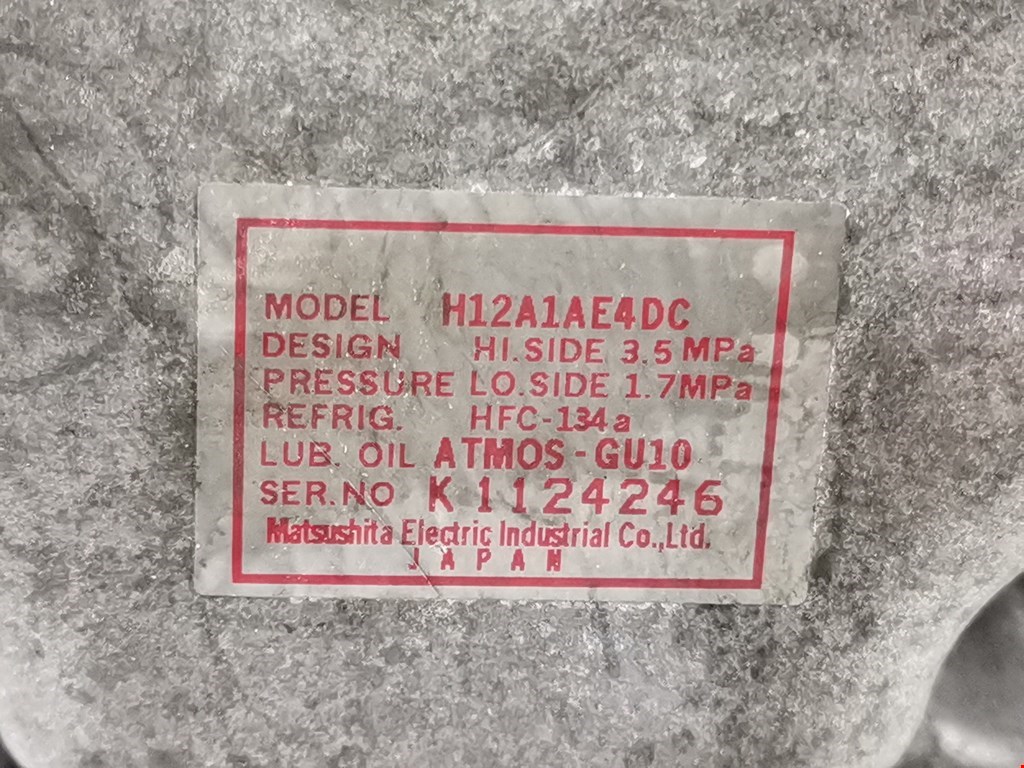 MODEL H12A1AE4DC
DESIGN HI.SIDE 3.5 MPa
PRESSURE LO.SIDE 1.7MPa
REFRIG. HFC-134a
LUB. OIL ATMOS-GU10
SER.NO K1124246
Matsushita Electric Industrial Co.,Ltd.
JAPAN